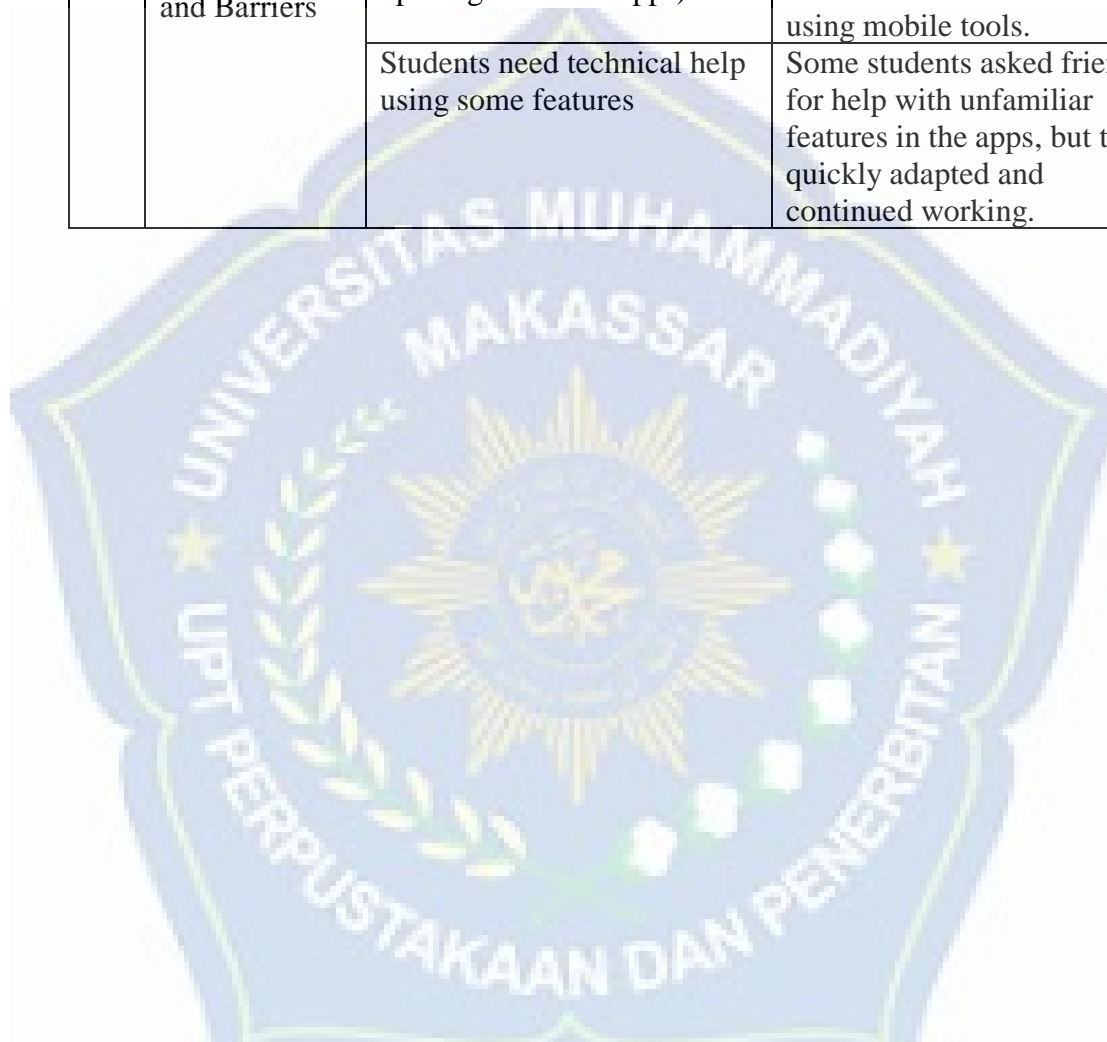 and Barriers
using mobile tools.
Students need technical help
using some features
Some students asked
for help with unfamiliar
features in the apps, but
quickly adapted and
continued working.
UNIVERSITAS MUHAMMADIYAH
MAKASSAR
UPT PERPUSTAKAAN DAN PENERBITAN